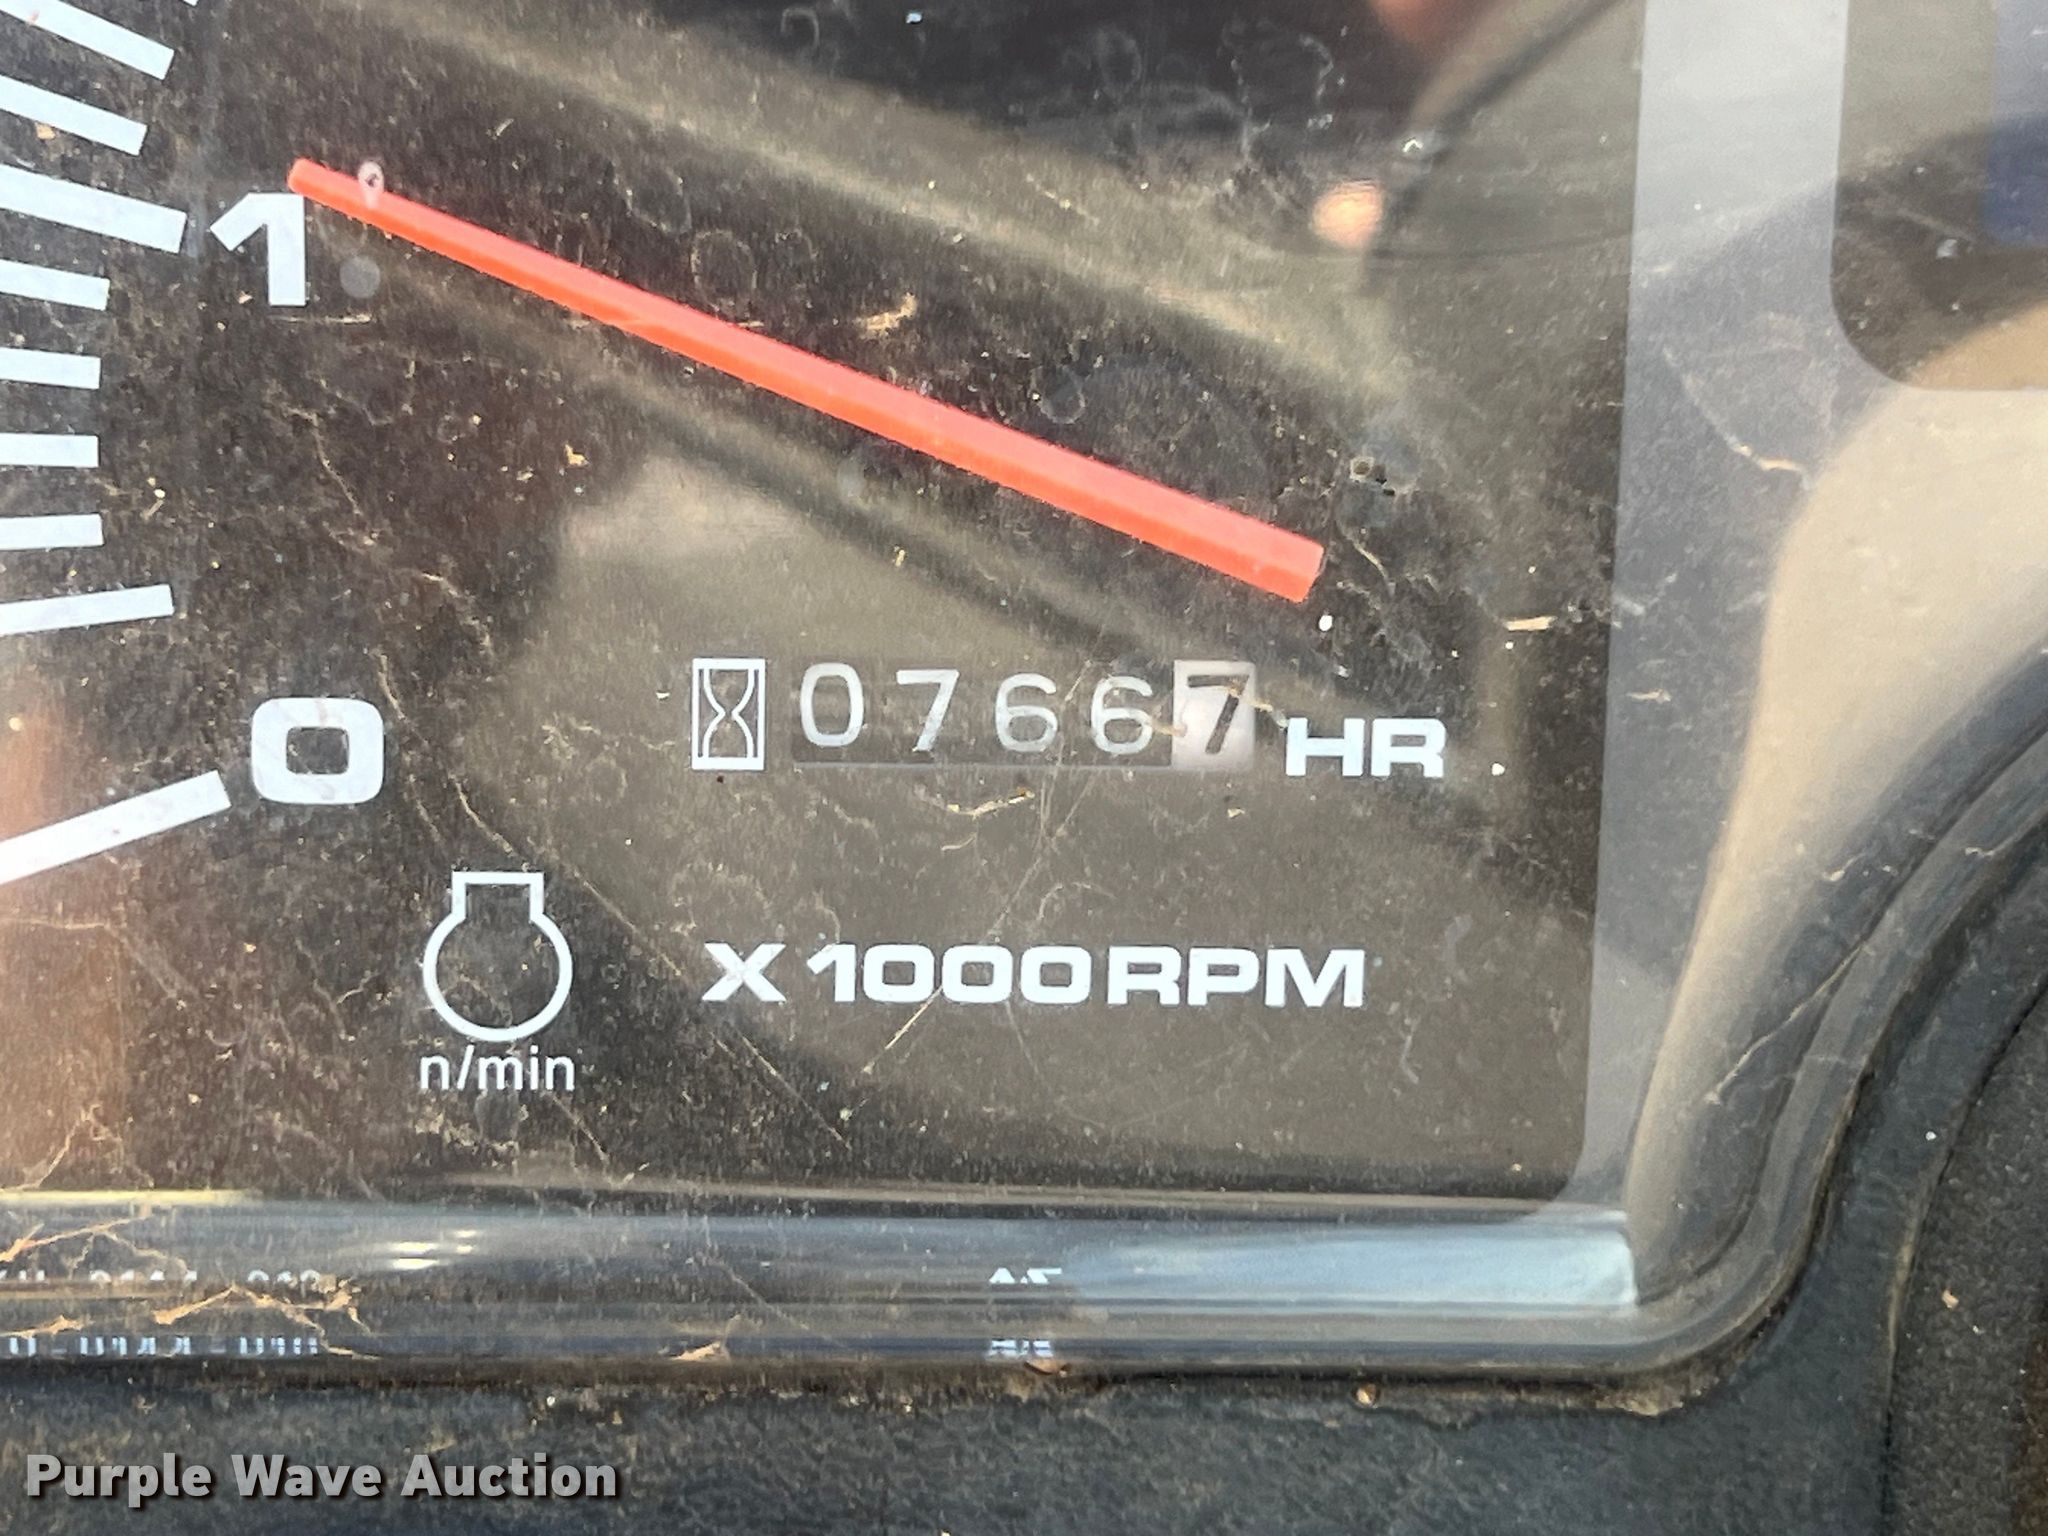 1
07667 HR
0
X 1000 RPM
n/min
Purple Wave Auction